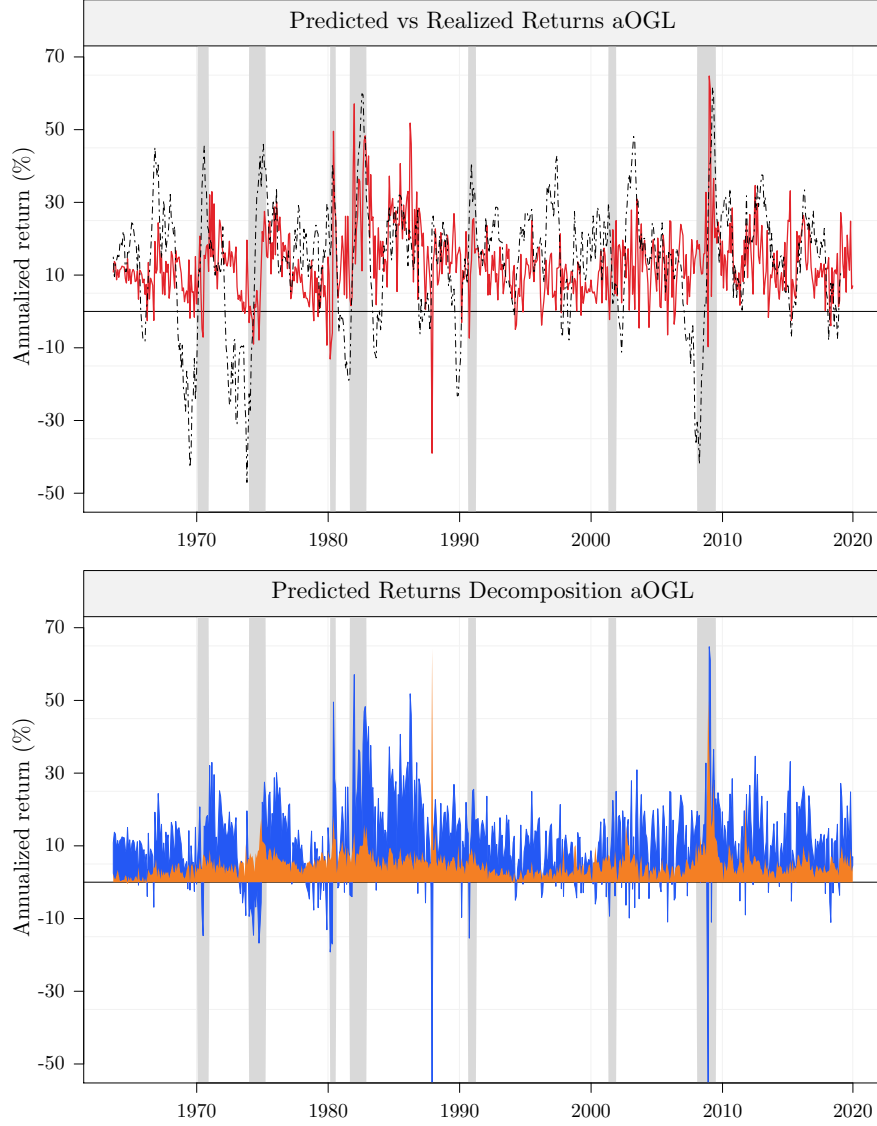 Predicted vs Realized Returns aOGL
Annualized return (%)
70
50
30
10
-10
-30
-50
1970 1980 1990 2000 2010 2020
Predicted Returns Decomposition aOGL
Annualized return (%)
70
50
30
10
-10
-30
-50
1970 1980 1990 2000 2010 2020